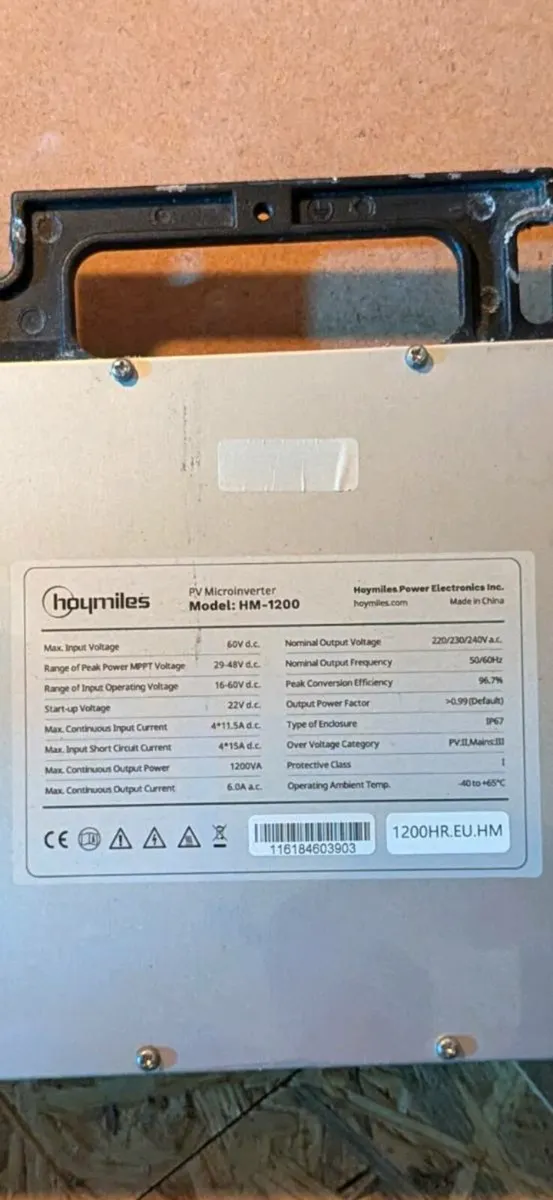 hoymiles
PV Microinverter
Model: HM-1200
Hoymiles Power Electronics Inc.
hoymiles.com Made in China
Max. Input Voltage 60V d.c.
Range of Peak Power MPPT Voltage 29-48V d.c.
Range of Input Operating Voltage 16-60V d.c.
Start-up Voltage 22V d.c.
Max. Continuous Input Current 4*11.5A d.c.
Max. Input Short Circuit Current 4*15A d.c.
Max. Continuous Output Power 1200VA
Max. Continuous Output Current 6.0A a.c.
Nominal Output Voltage 220/230/240V a.c.
Nominal Output Frequency 50/60Hz
Peak Conversion Efficiency 96.7%
Output Power Factor >0.99 (Default)
Type of Enclosure IP67
Over Voltage Category PV:II,Mains:III
Protective Class I
Operating Ambient Temp. -40 to +65°C
CE
116184603903
1200HR.EU.HM